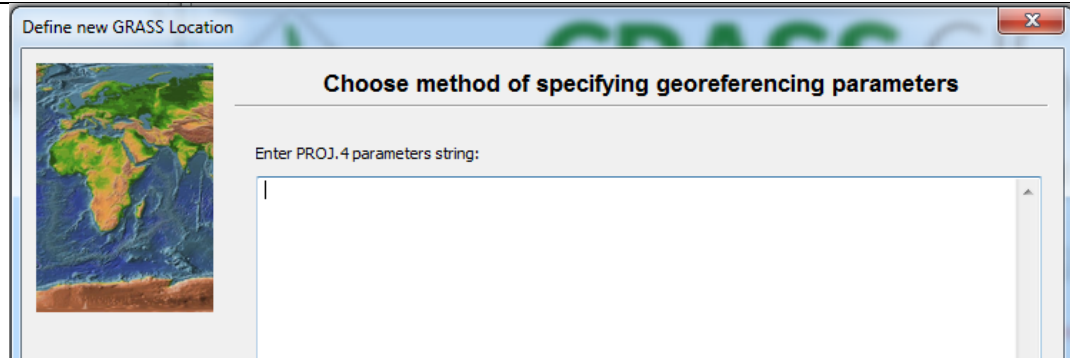 Define new GRASS Location
Choose method of specifying georeferencing parameters
Enter PROJ.4 parameters string: